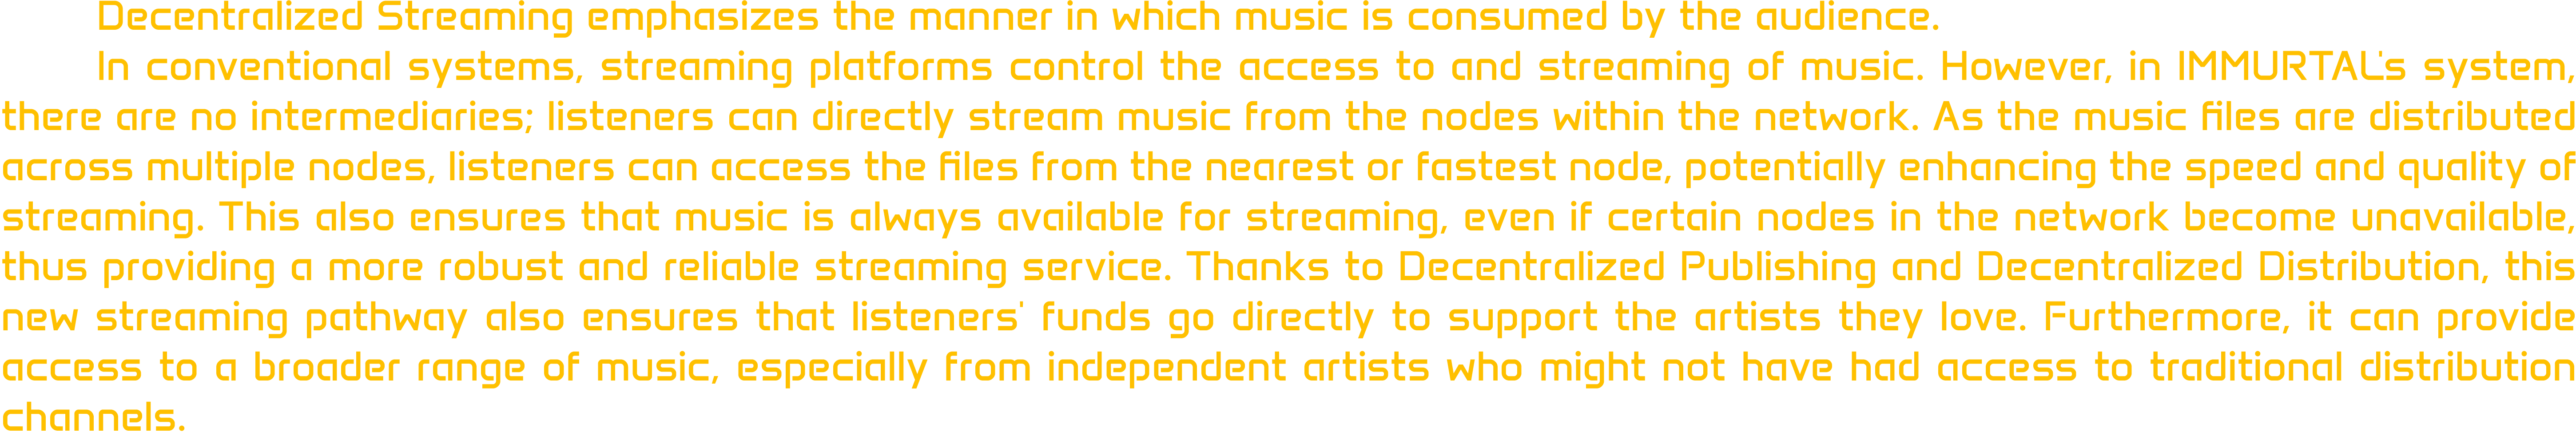 Decentralized Streaming emphasizes the manner in which music is consumed by the audience.
In conventional systems, streaming platforms control the access to and streaming of music. However, in IMMURTAL's system,
there are no intermediaries; listeners can directly stream music from the nodes within the network. As the music files are distributed
across multiple nodes, listeners can access the files from the nearest or fastest node, potentially enhancing the speed and quality of
streaming. This also ensures that music is always available for streaming, even if certain nodes in the network become unavailable,
thus providing a more robust and reliable streaming service. Thanks to Decentralized Publishing and Decentralized Distribution, this
new streaming pathway also ensures that listeners' funds go directly to support the artists they love. Furthermore, it can provide
access to a broader range of music, especially from independent artists who might not have had access to traditional distribution
channels.